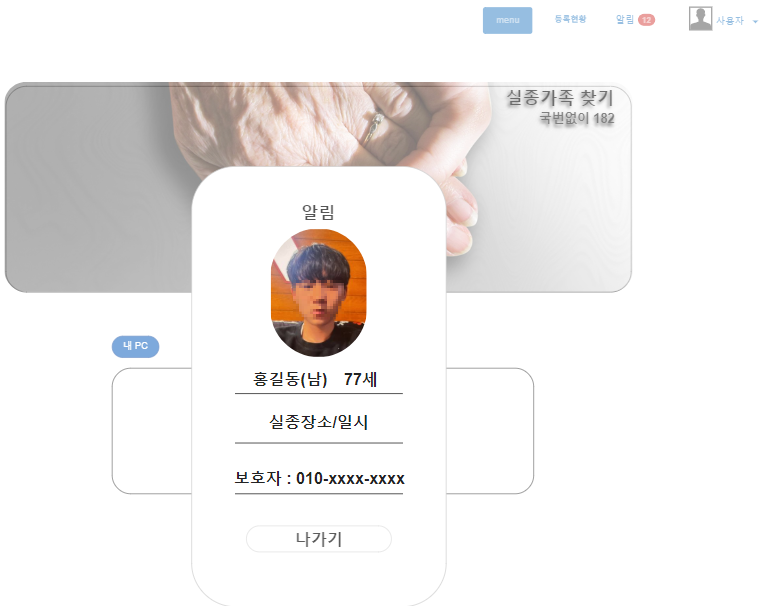 menu 등록현황 알림 12 사용자
실종가족 찾기
국번없이 182
알림
내 PC
홍길동(남) 77세
실종장소/일시
보호자 : 010-xxxx-xxxx
나가기